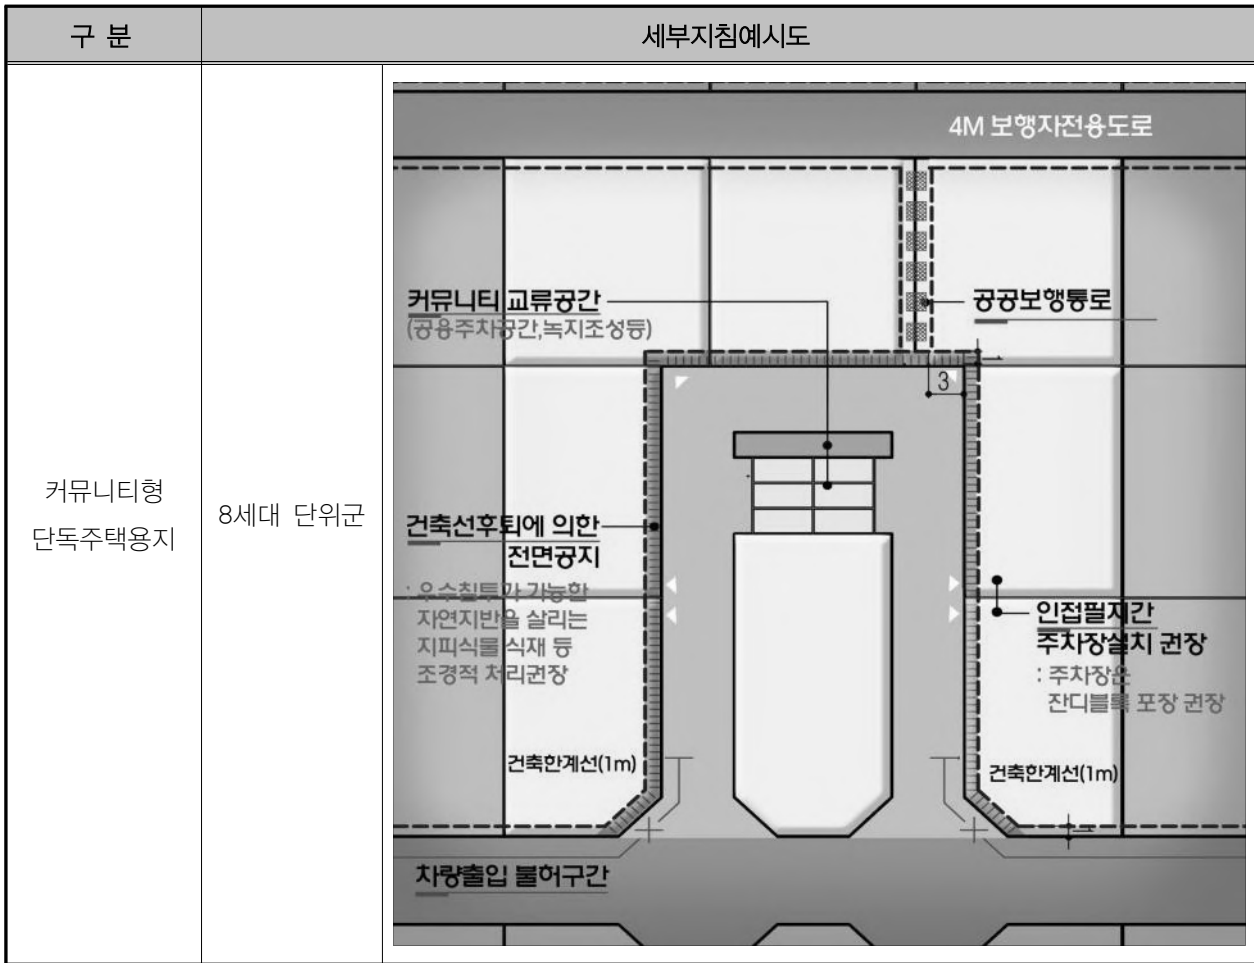 구 분
세부지침예시도
커뮤니티형
단독주택용지
8세대 단위군
4M 보행자전용도로
커뮤니티 교류공간
(공용주차공간,녹지조성등)
공공보행통로
3
건축선후퇴에 의한
전면공지
: 우수침투가 가능한
자연지반을 살리는
지피식물 식재 등
조경적 처리권장
인접필지간
주차장설치 권장
: 주차장은
잔디블록 포장 권장
건축한계선(1m)
건축한계선(1m)
차량출입 불허구간